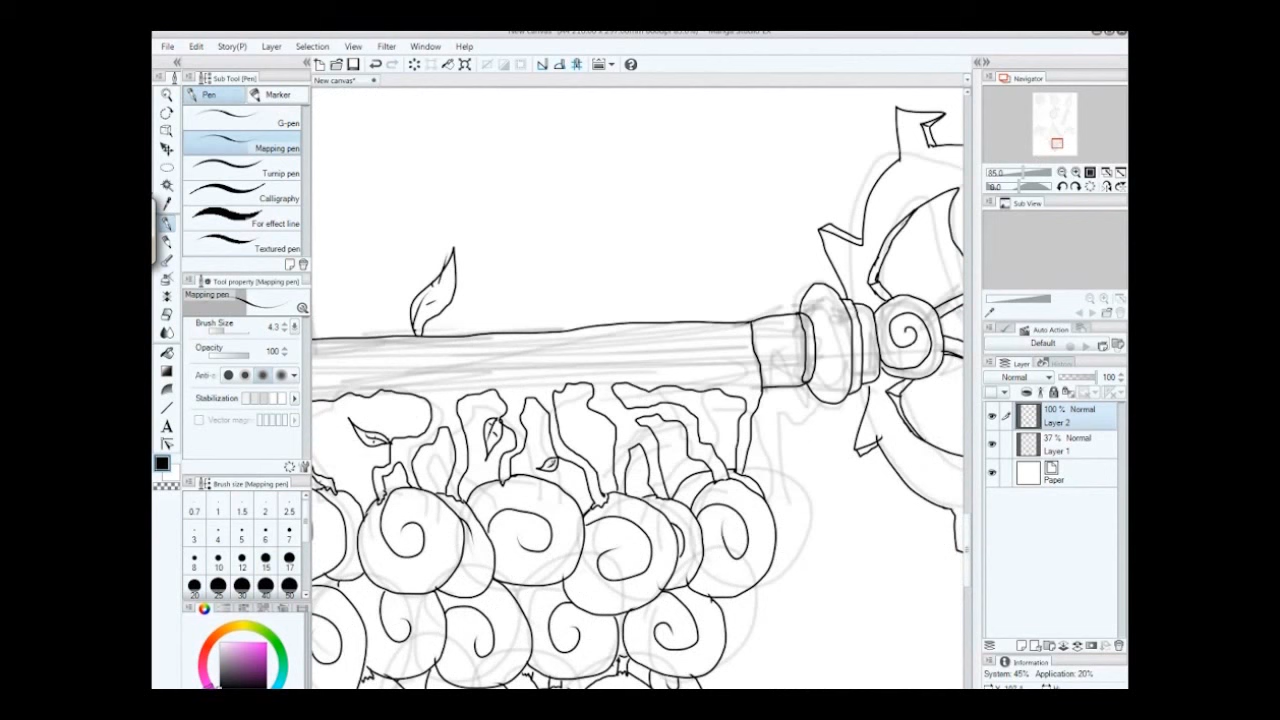 File Edit Story(P) Layer Selection View Filter Window Help
Sub Tool [Pen]
New canvas*
Navigator
Pen Marker
G-pen
Mapping pen
Turnip pen
Calligraphy
For effect line
Textured pen
Tool property [Mapping pen]
Mapping pen
Brush Size 4.3
Opacity 100
Stabilization
Brush size [Mapping pen]
0.7 1 1.5 2 2.5
3 4 5 6 7
8 10 12 15 17
20 25 30 40 50
85.0
Sub View
Auto Action
Default
Layer
Normal 100
100 % Normal
Layer 2
37 % Normal
Layer 1
Paper
Information
System: 45% Application: 20%